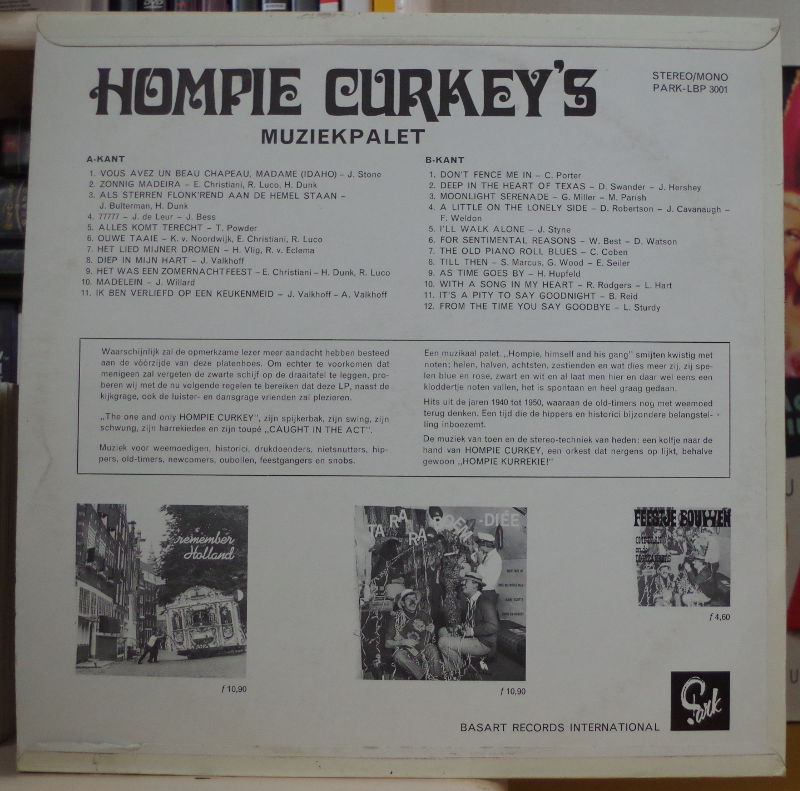 HOMPIE CURKEY'S
MUZIEKPALET
STEREO/MONO
PARK-LBP 3001
A-KANT
1. VOUS AVEZ UN BEAU CHAPEAU, MADAME (IDAHO) – J. Stone
2. ZONNIG MADEIRA – E. Christiani, R. Luco, H. Dunk
3. ALS STERREN FLONK'REND AAN DE HEMEL STAAN –
J. Bulterman, H. Dunk
4. 77777 – J. de Leur – J. Bess
5. ALLES KOMT TERECHT – T. Powder
6. OUWE TAAIE – K. v. Noordwijk, E. Christiani, R. Luco
7. HET LIED MIJNER DROMEN – H. Vlig, R. v. Eclema
8. DIEP IN MIJN HART – J. Valkhoff
9. HET WAS EEN ZOMERNACHTFEEST – E. Christiani – H. Dunk, R. Luco
10. MADELEIN – J. Willard
11. IK BEN VERLIEFD OP EEN KEUKENMEID – J. Valkhoff – A. Valkhoff
B-KANT
1. DON'T FENCE ME IN – C. Porter
2. DEEP IN THE HEART OF TEXAS – D. Swander – J. Hershey
3. MOONLIGHT SERENADE – G. Miller – M. Parish
4. A LITTLE ON THE LONELY SIDE – D. Robertson – J. Cavanaugh –
F. Weldon
5. I'LL WALK ALONE – J. Styne
6. FOR SENTIMENTAL REASONS – W. Best – D. Watson
7. THE OLD PIANO ROLL BLUES – C. Coben
8. TILL THEN – S. Marcus, G. Wood – E. Seiler
9. AS TIME GOES BY – H. Hupfeld
10. WITH A SONG IN MY HEART – R. Rodgers – L. Hart
11. IT'S A PITY TO SAY GOODNIGHT – B. Reid
12. FROM THE TIME YOU SAY GOODBYE – L. Sturdy
Waarschijnlijk zal de opmerkzame lezer meer aandacht hebben besteed
aan de vóórzijde van deze platenhoes. Om echter te voorkomen dat
menigeen zal vergeten de zwarte schijf op de draaitafel te leggen, pro-
beren wij met de nu volgende regelen te bereiken dat deze LP, naast de
kijkgrage, ook de luister- en dansgrage vrienden zal plezieren.
„The one and only HOMPIE CURKEY", zijn spijkerbak, zijn swing, zijn
schwung, zijn harrekiedee en zijn toupé „CAUGHT IN THE ACT".
Muziek voor weemoedigen, historici, drukdoenders, nietsnutters, hip-
pers, old-timers, newcomers, oubollen, feestgangers en snobs.
Een muzikaal palet. „Hompie, himself and his gang" smijten kwistig met
noten; helen, halven, achtsten, zestienden en wat dies meer zij, zij spe-
len blue en rose, zwart en wit en al laat men hier en daar wel eens een
kloddertje noten vallen, het is spontaan en heel graag gedaan.
Hits uit de jaren 1940 tot 1950, waaraan de old-timers nog met weemoed
terug denken. Een tijd die de hippers en historici bijzondere belangstel-
ling inboezemt.
De muziek van toen en de stereo-techniek van heden: een kolfje naar de
hand van HOMPIE CURKEY, een orkest dat nergens op lijkt, behalve
gewoon „HOMPIE KURREKIE!"
remember
Holland
f 10,90
TA RA RA BOEM-DIÉE
f 10,90
FEESTJE BOUWEN
f 4,60
BASART RECORDS INTERNATIONAL
Park